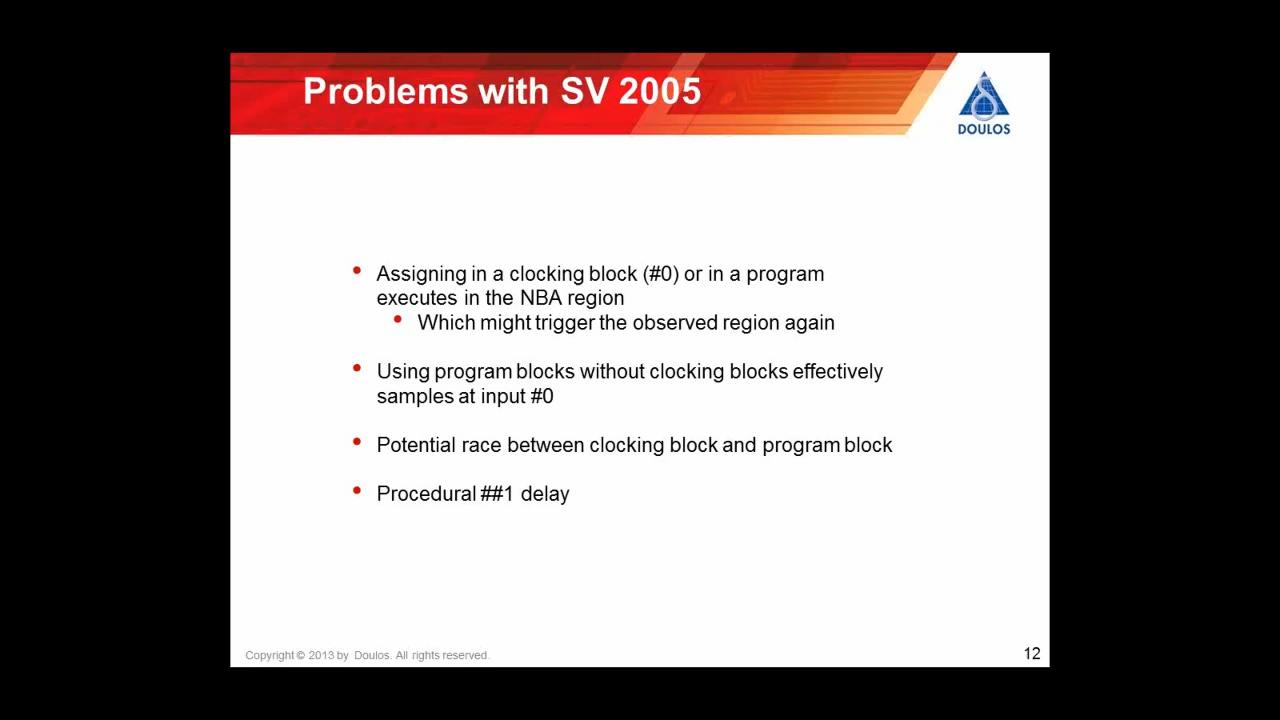 Problems with SV 2005
DOULOS
• Assigning in a clocking block (#0) or in a program
executes in the NBA region
• Which might trigger the observed region again
• Using program blocks without clocking blocks effectively
samples at input #0
• Potential race between clocking block and program block
• Procedural ##1 delay
Copyright © 2013 by Doulos. All rights reserved.
12